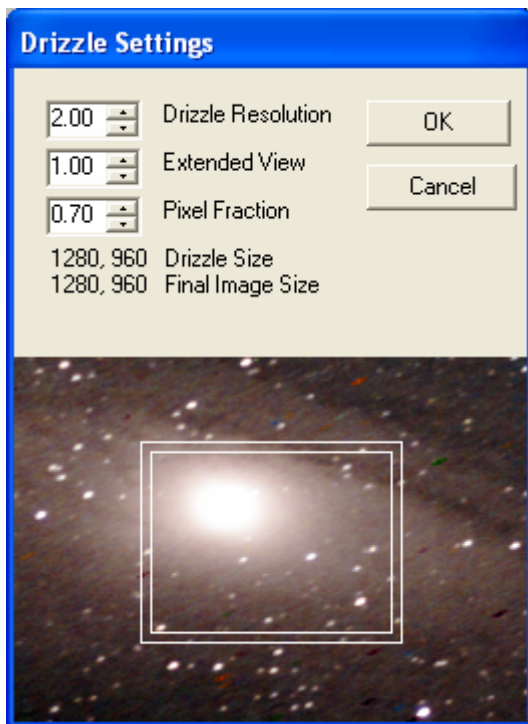 Drizzle Settings
2.00 Drizzle Resolution OK
1.00 Extended View
Cancel
0.70 Pixel Fraction
1280, 960 Drizzle Size
1280, 960 Final Image Size